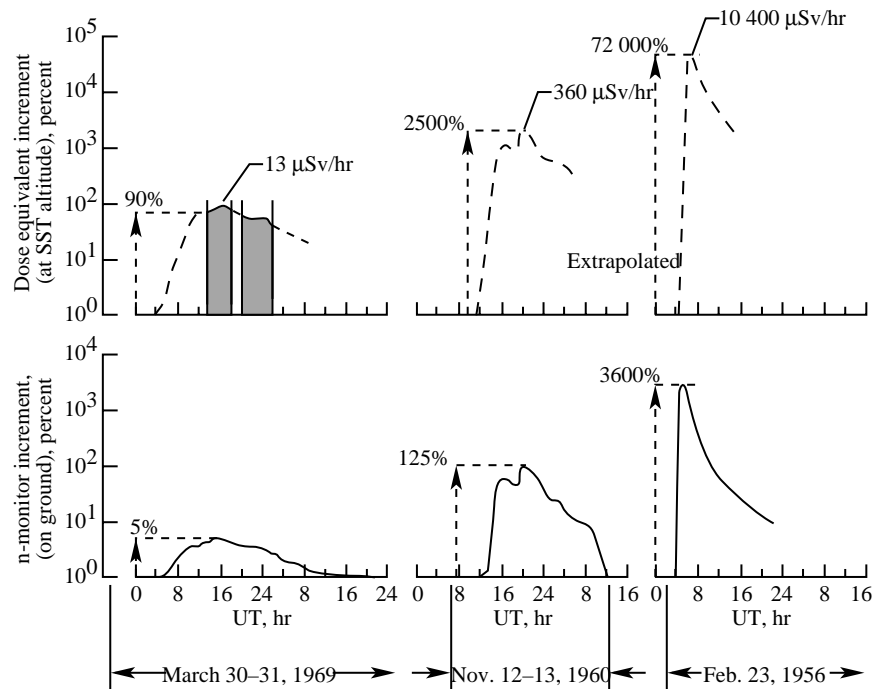 Dose equivalent increment
(at SST altitude), percent
10^5
10^4
10^3
10^2
10^1
10^0
90%
13 μSv/hr
2500%
360 μSv/hr
72 000%
10 400 μSv/hr
Extrapolated
n-monitor increment,
(on ground), percent
10^4
10^3
10^2
10^1
10^0
5%
125%
3600%
0 8 16 24 8 16 24
0 8 16 24 8 16
0 8 16 24 8 16
UT, hr
UT, hr
UT, hr
March 30–31, 1969
Nov. 12–13, 1960
Feb. 23, 1956